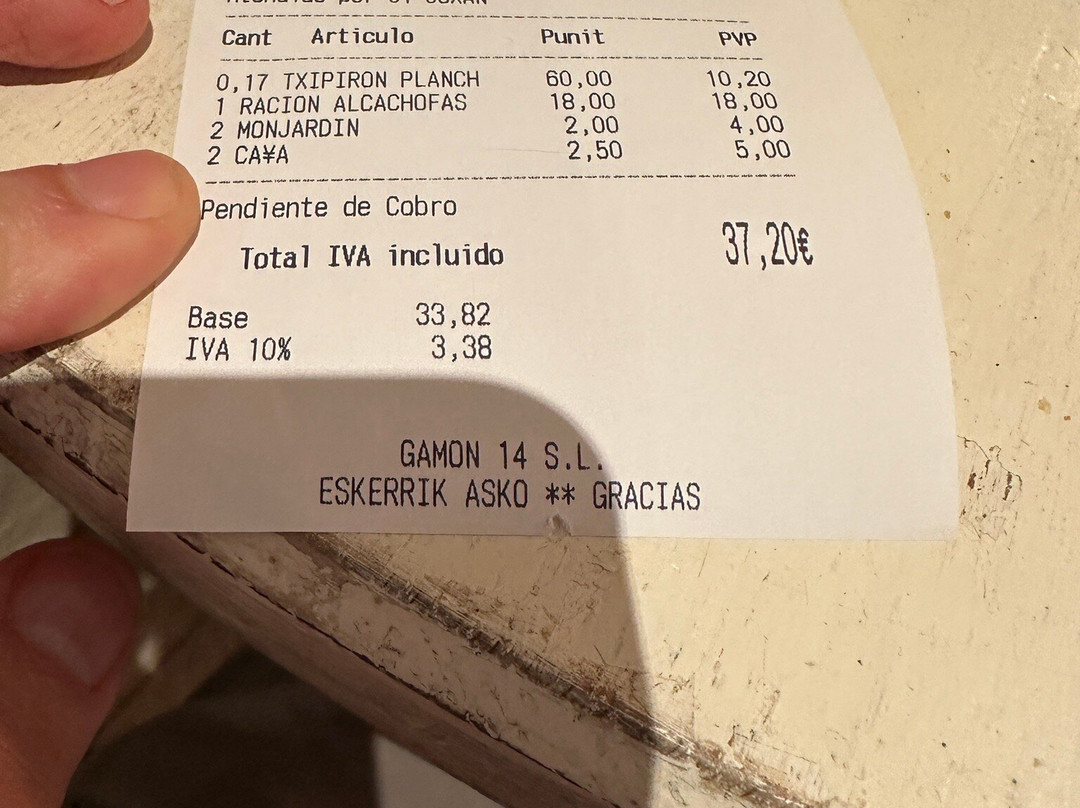 Cant Articulo Punit PVP
0,17 TXIPIRON PLANCH 60,00 10,20
1 RACION ALCACHOFAS 18,00 18,00
2 MONJARDIN 2,00 4,00
2 CA¥A 2,50 5,00
Pendiente de Cobro
Total IVA incluido 37,20€
Base 33,82
IVA 10% 3,38
GAMON 14 S.L.
ESKERRIK ASKO ** GRACIAS